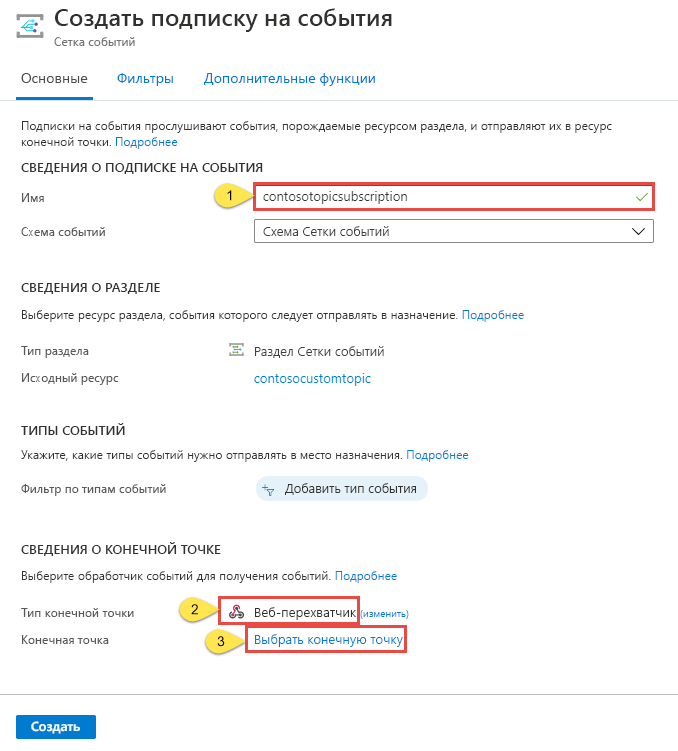 Создать подписку на события
Сетка событий
Основные Фильтры Дополнительные функции
Подписки на события прослушивают события, порождаемые ресурсом раздела, и отправляют их в ресурс
конечной точки. Подробнее
СВЕДЕНИЯ О ПОДПИСКЕ НА СОБЫТИЯ
Имя 1 contosotopicsubscription
Схема событий Схема Сетки событий
СВЕДЕНИЯ О РАЗДЕЛЕ
Выберите ресурс раздела, события которого следует отправлять в назначение. Подробнее
Тип раздела Раздел Сетки событий
Исходный ресурс contosocustomtopic
ТИПЫ СОБЫТИЙ
Укажите, какие типы событий нужно отправлять в место назначения. Подробнее
Фильтр по типам событий Добавить тип события
СВЕДЕНИЯ О КОНЕЧНОЙ ТОЧКЕ
Выберите обработчик событий для получения событий. Подробнее
Тип конечной точки 2 Веб-перехватчик (изменить)
Конечная точка 3 Выбрать конечную точку
Создать